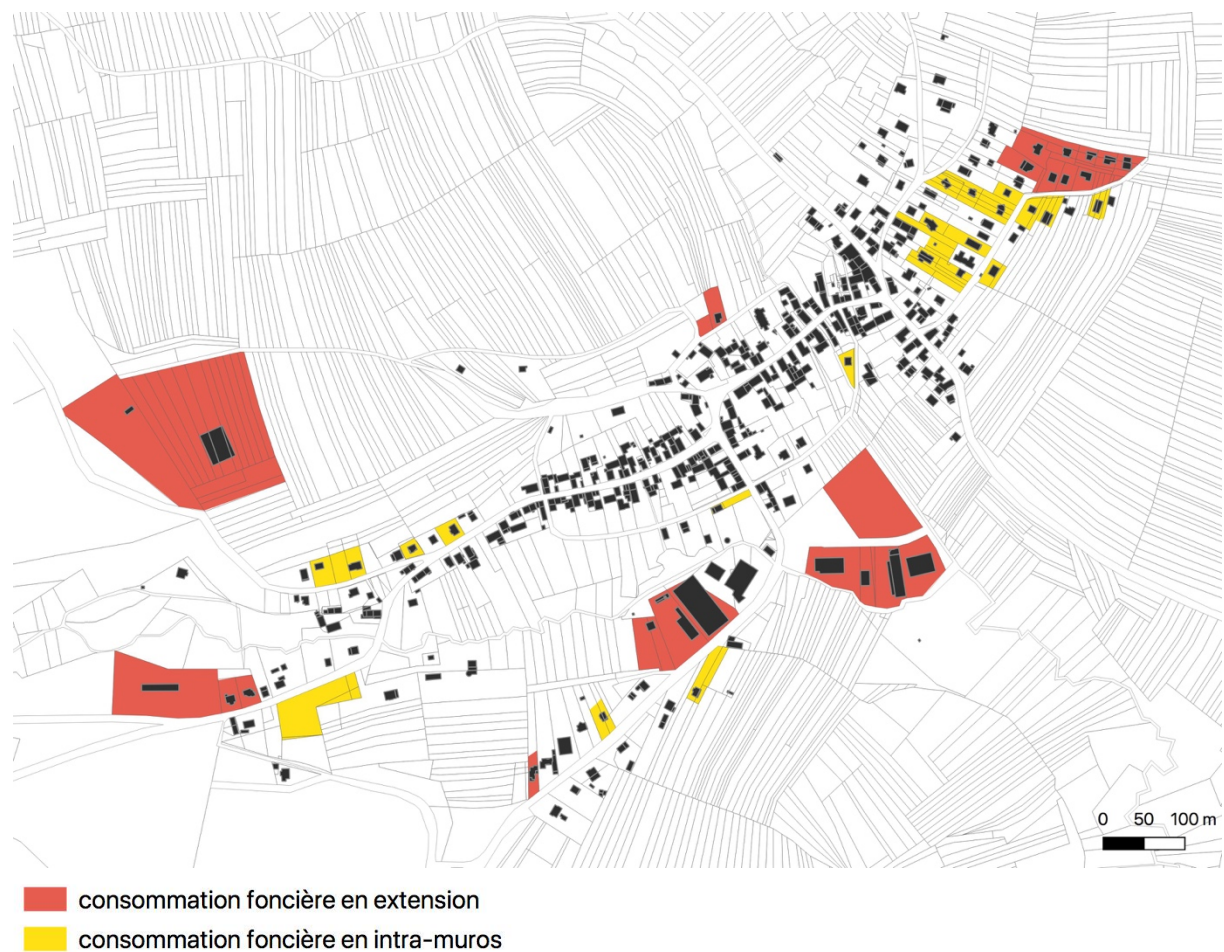 0 50 100 m
consommation foncière en extension
consommation foncière en intra-muros